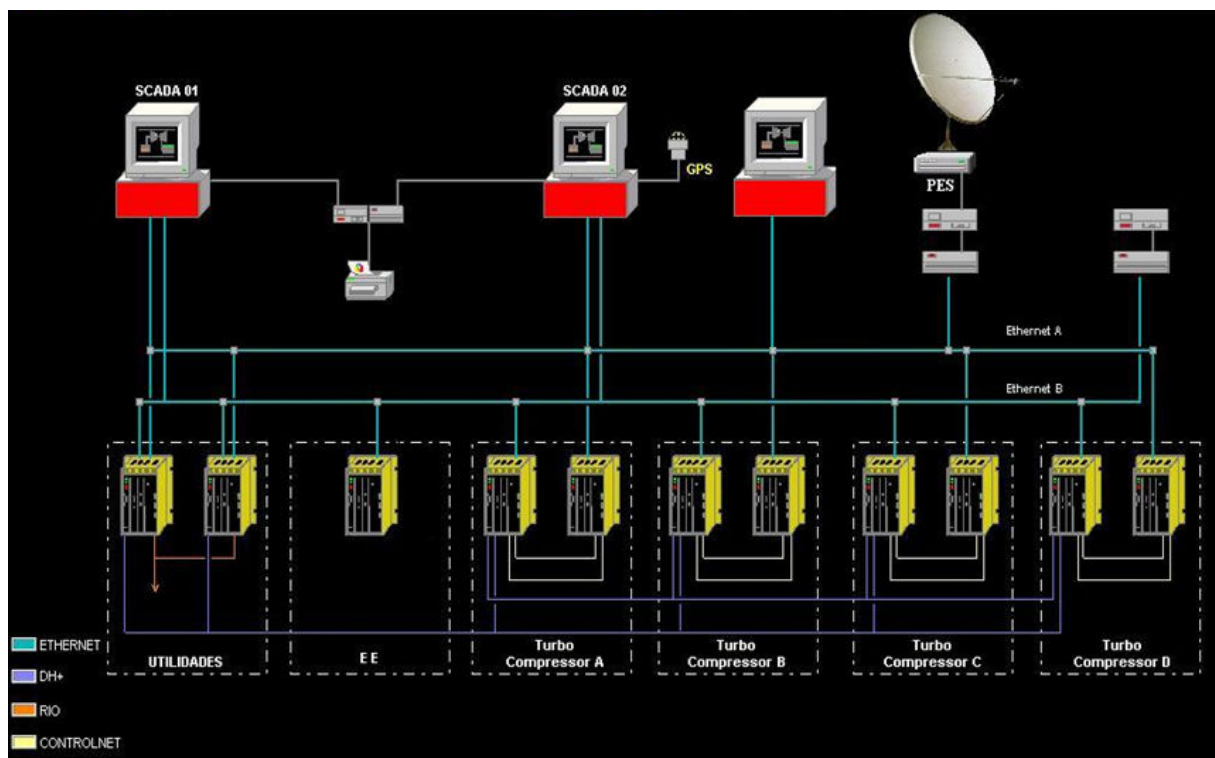 SCADA 01
SCADA 02
GPS
PES
Ethernet A
Ethernet B
UTILIDADES
E E
Turbo
Compressor A
Turbo
Compressor B
Turbo
Compressor C
Turbo
Compressor D
ETHERNET
DH+
RIO
CONTROLNET